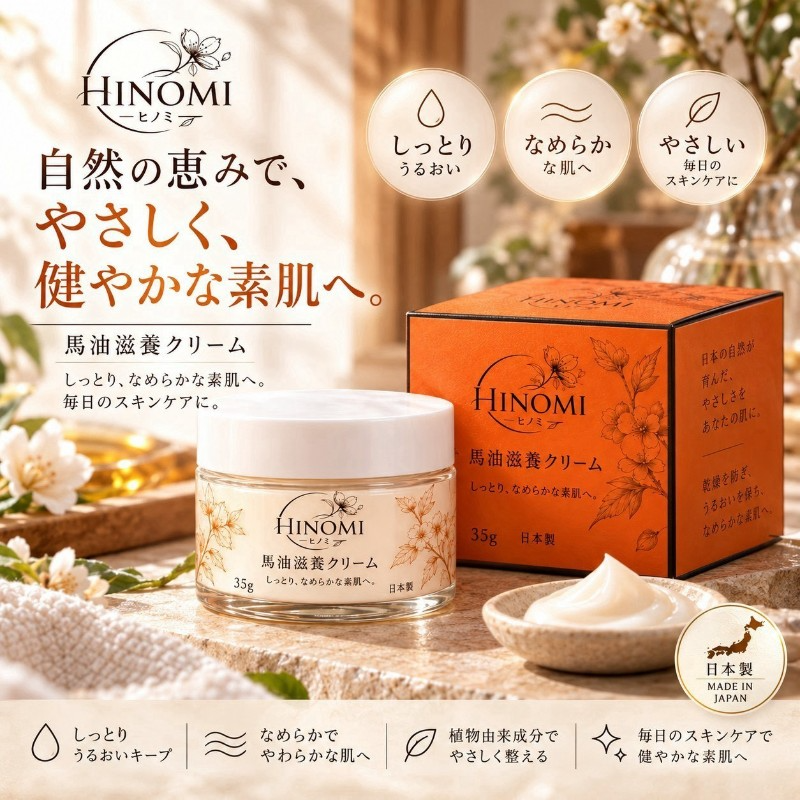 HINOMI
ヒノミ
自然の恵みで、
やさしく、
健やかな素肌へ。
馬油滋養クリーム
しっとり、なめらかな素肌へ。
毎日のスキンケアに。
しっとり
うるおい
なめらか
な肌へ
やさしい
毎日の
スキンケアに
HINOMI
HINOMI
ヒノミ
馬油滋養クリーム
しっとり、なめらかな素肌へ。
35g 日本製
日本の自然が
育んだ、
やさしさを
あなたの肌に。
乾燥を防ぎ、
うるおいを保ち、
なめらかな素肌へ。
HINOMI
ヒノミ
馬油滋養クリーム
35g しっとり、なめらかな素肌へ。 日本製
日本製
MADE IN
JAPAN
しっとり
うるおいキープ
なめらかで
やわらかな肌へ
植物由来成分で
やさしく整える
毎日のスキンケアで
健やかな素肌へ